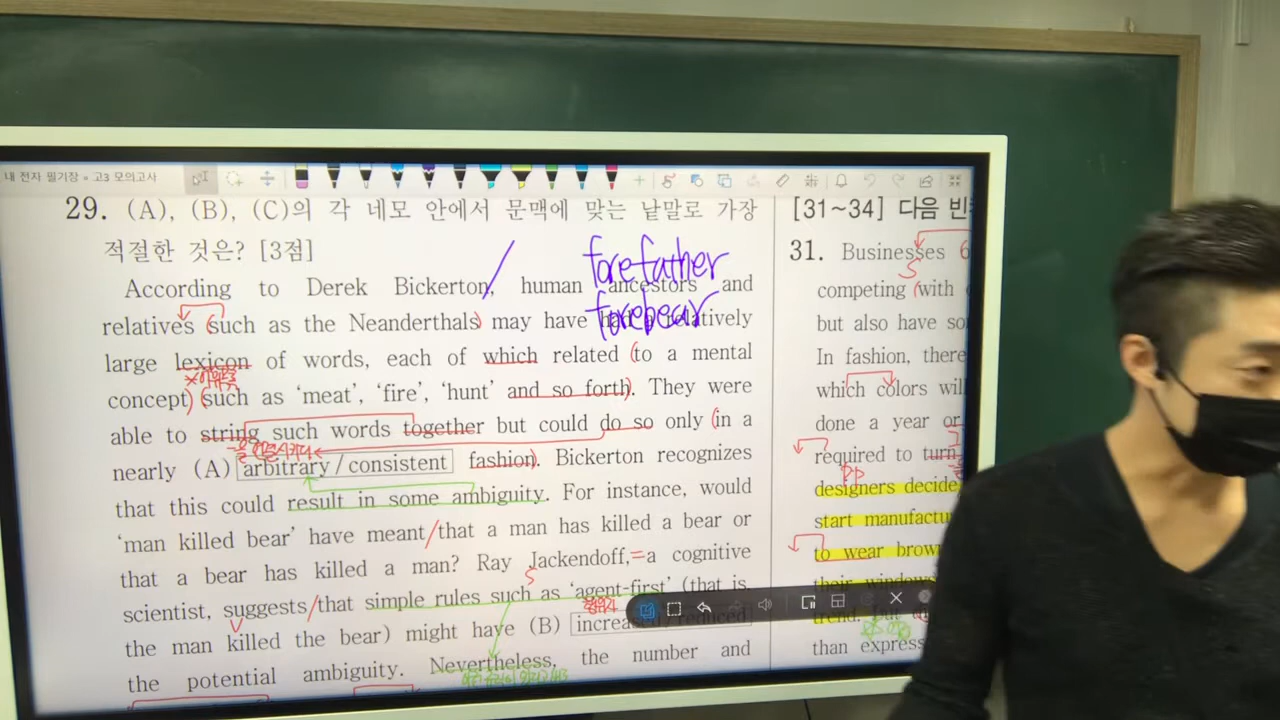 내 전자 필기장 » 고3 모의고사
29. (A), (B), (C)의 각 네모 안에서 문맥에 맞는 낱말로 가장
적절한 것은? [3점]
forefather
forebear
According to Derek Bickerton, human ancestors and
relatives (such as the Neanderthals) may have had a relatively
large lexicon of words, each of which related (to a mental
concept) (such as ‘meat’, ‘fire’, ‘hunt’ and so forth). They were
able to string such words together but could do so only (in a
nearly (A) arbitrary / consistent fashion). Bickerton recognizes
that this could result in some ambiguity. For instance, would
‘man killed bear’ have meant / that a man has killed a bear or
that a bear has killed a man? Ray Jackendoff, = a cognitive
S
scientist, suggests / that simple rules such as ‘agent-first’ (that is,
V
the man killed the bear) might have (B) increased / reduced
the potential ambiguity. Nevertheless, the number and
[31~34] 다음
31. Businesses
S
competing (with
but also have so
In fashion, there
which colors wil
done a year or
required to turn
PP
designers decide
start manufactu
to wear brow
their window
trend. But
than express